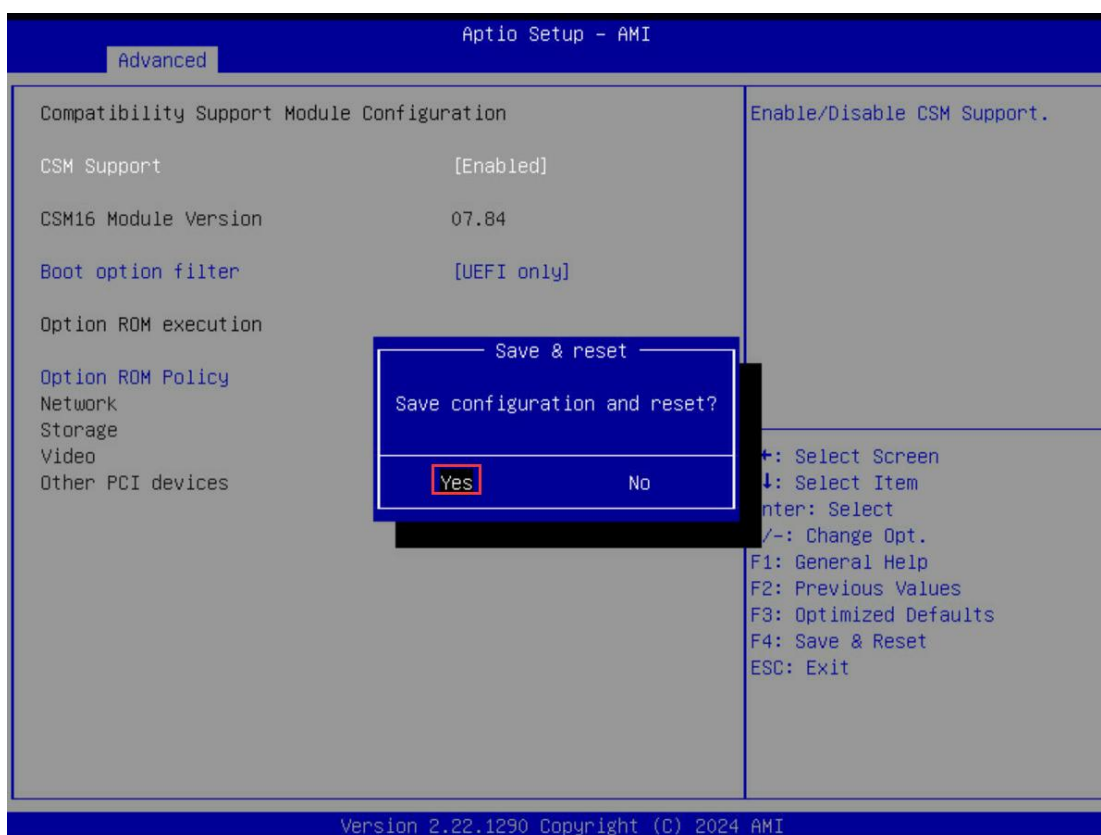 Aptio Setup - AMI
Advanced
Compatibility Support Module Configuration
CSM Support [Enabled]
CSM16 Module Version 07.84
Boot option filter [UEFI only]
Option ROM execution
Option ROM Policy
Network
Storage
Video
Other PCI devices
Enable/Disable CSM Support.
Save & reset
Save configuration and reset?
Yes No
: Select Screen
: Select Item
nter: Select
/-: Change Opt.
F1: General Help
F2: Previous Values
F3: Optimized Defaults
F4: Save & Reset
ESC: Exit
Version 2.22.1290 Copyright (C) 2024 AMI